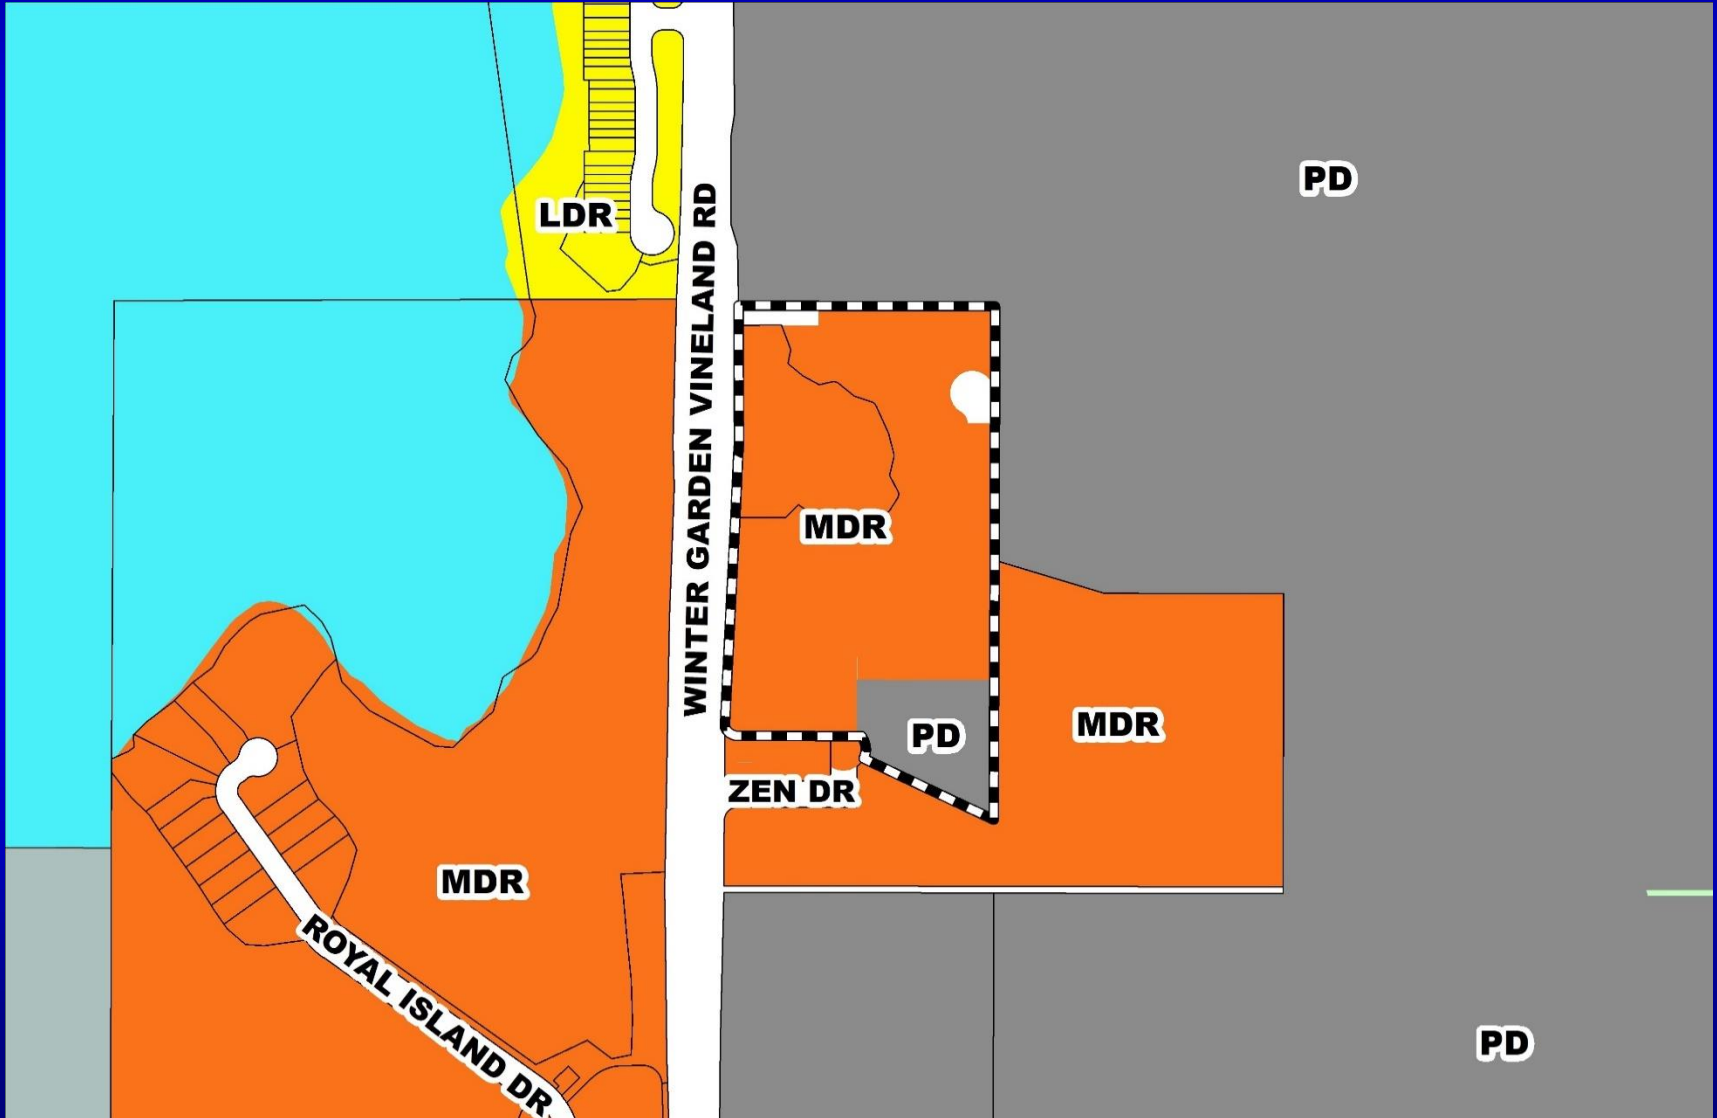 PD
LDR
WINTER GARDEN VINELAND RD
MDR
PD
MDR
ZEN DR
MDR
ROYAL ISLAND DR
PD